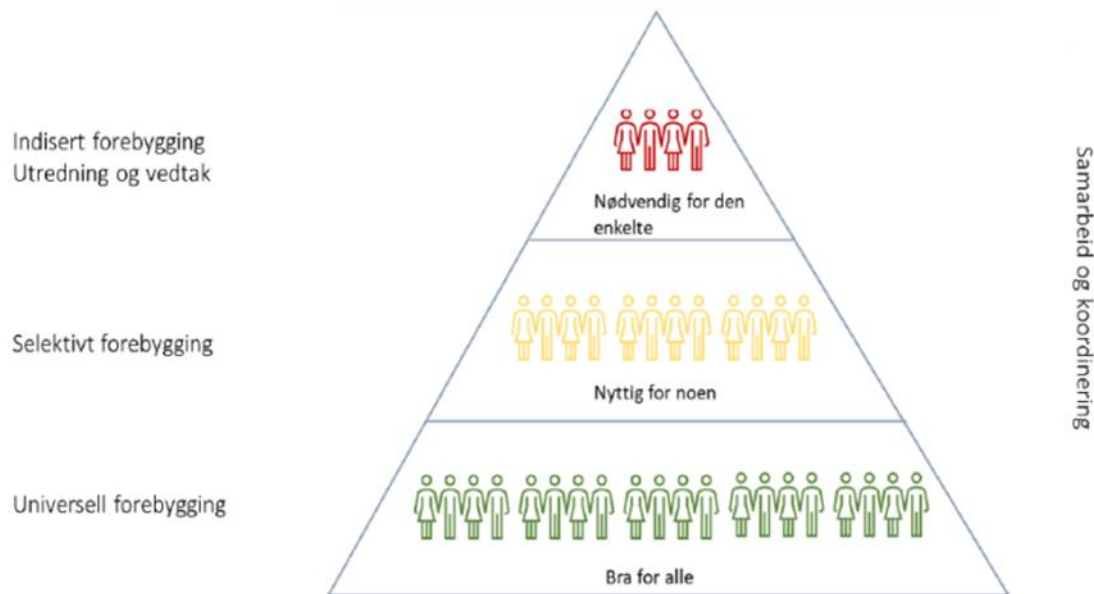 Indisert forebygging
Utredning og vedtak
Nødvendig for den
enkelte
Selektivt forebygging
Nyttig for noen
Universell forebygging
Bra for alle
Samarbeid og koordinering